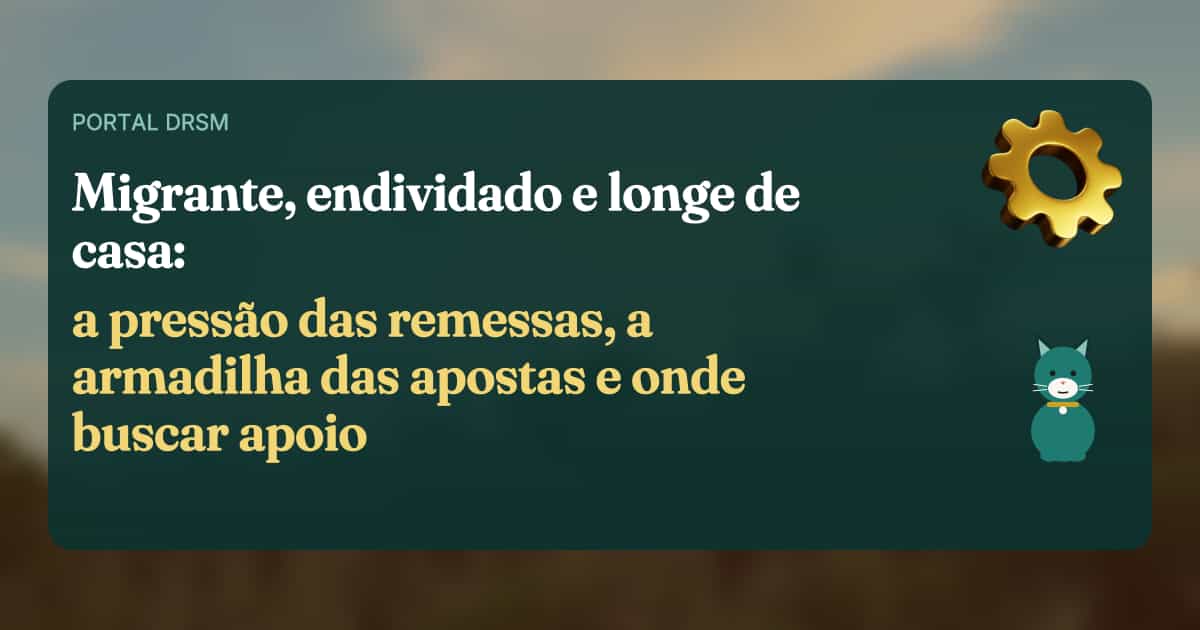 PORTAL DRSM
Migrante, endividado e longe de
casa:
a pressão das remessas, a
armadilha das apostas e onde
buscar apoio